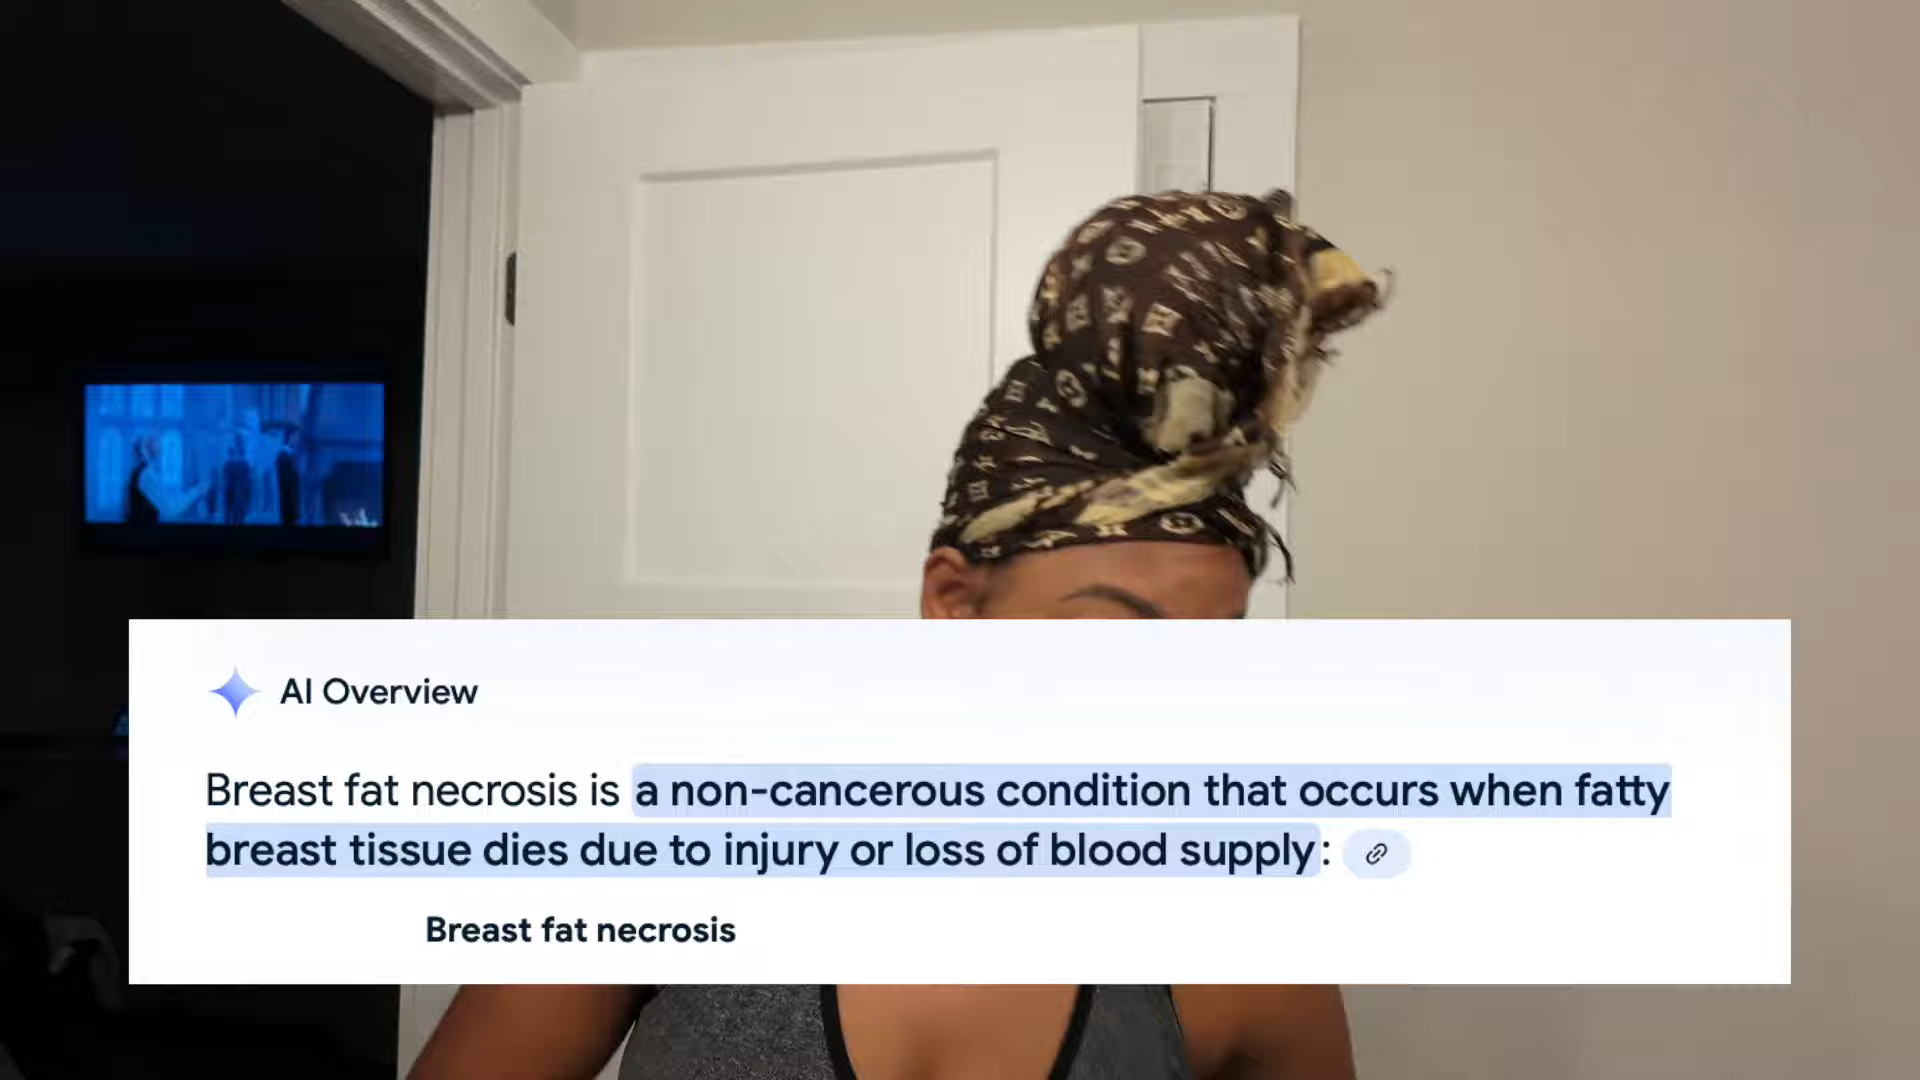 AI Overview
Breast fat necrosis is a non-cancerous condition that occurs when fatty
breast tissue dies due to injury or loss of blood supply:
Breast fat necrosis